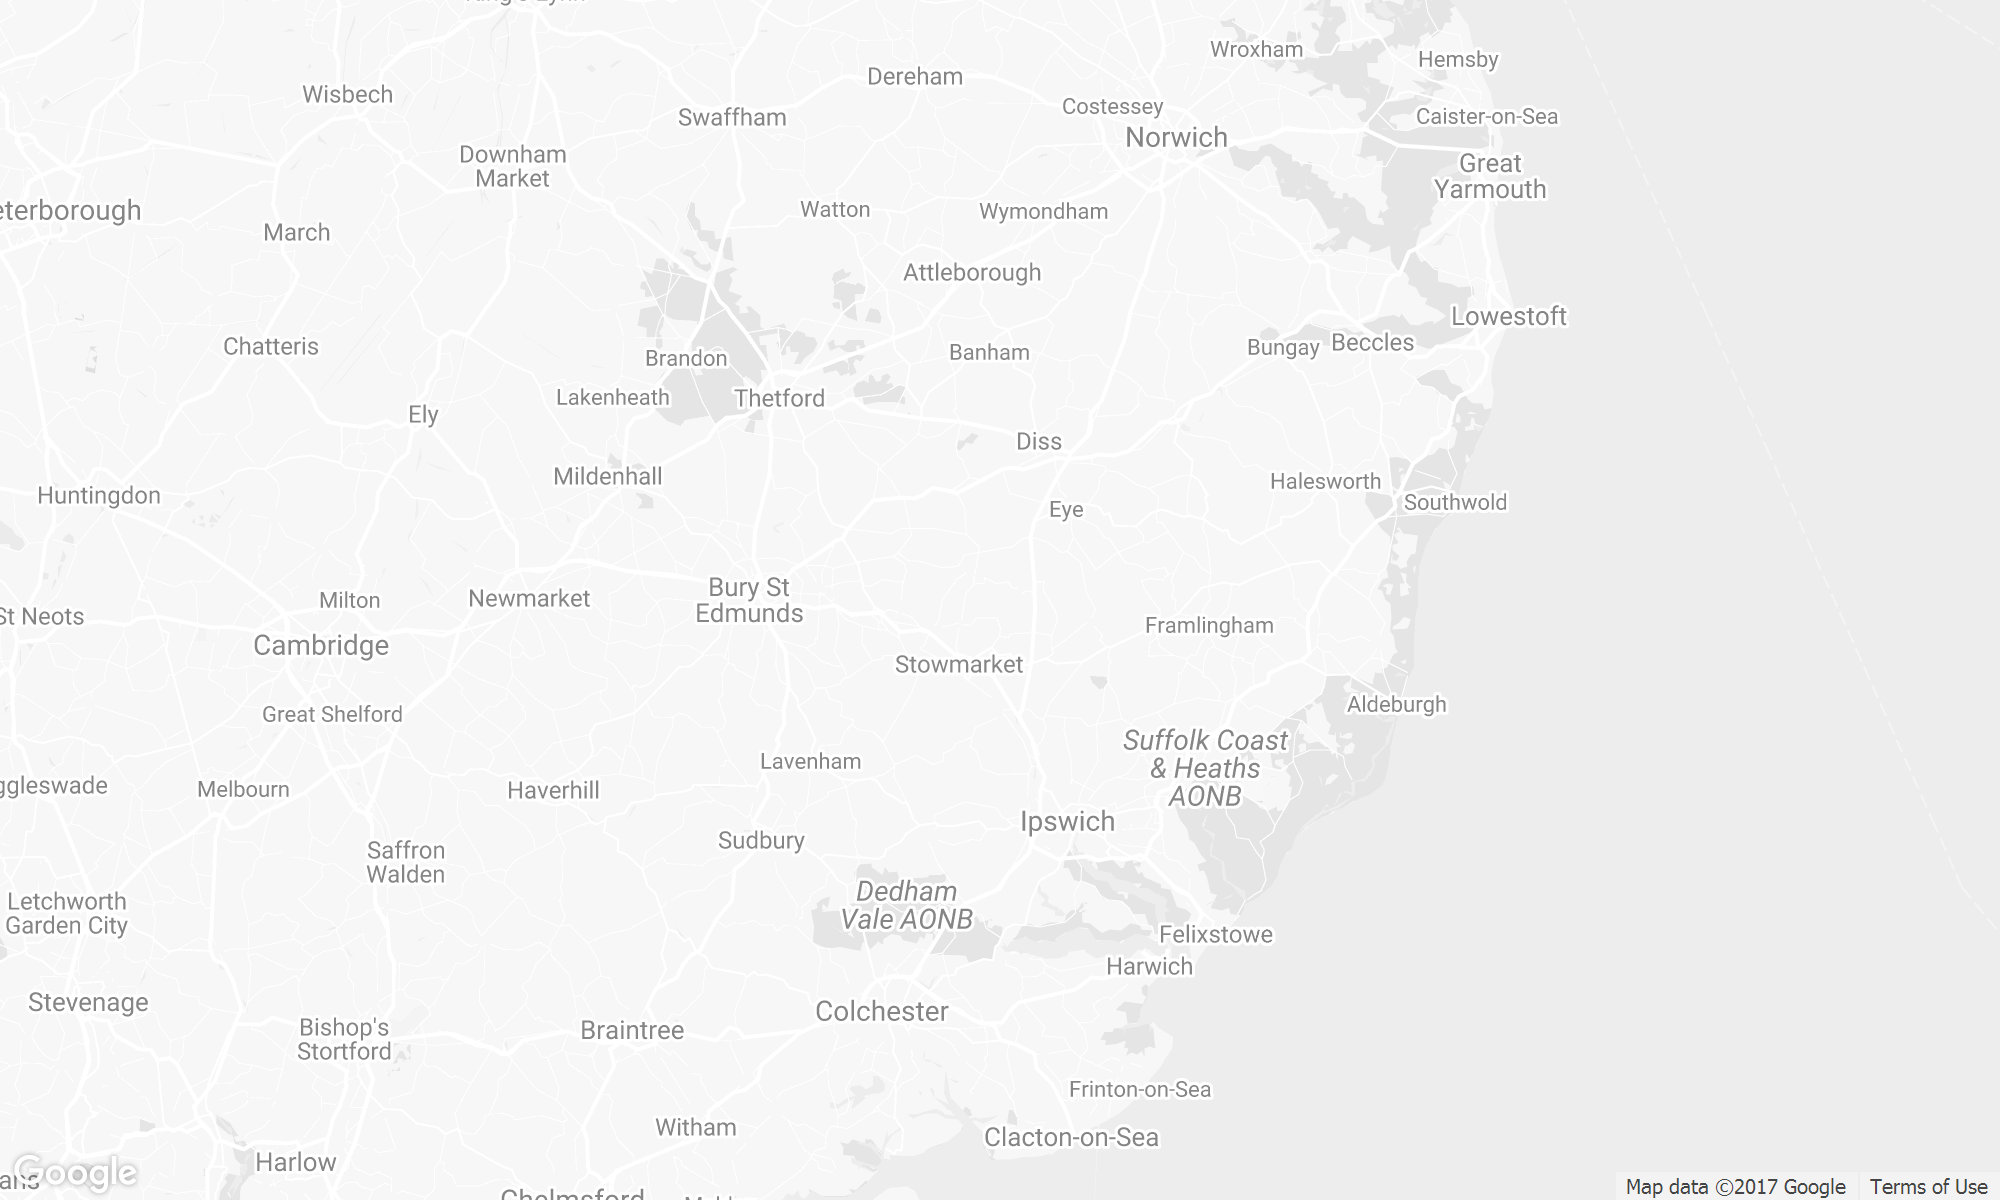 King's Lynn
Wroxham
Hemsby
Dereham
Wisbech
Costessey
Swaffham
Caister-on-Sea
Norwich
Downham
Market
Great
Yarmouth
eterborough
Watton
Wymondham
March
Attleborough
Lowestoft
Chatteris
Brandon
Banham
Bungay
Beccles
Lakenheath
Thetford
Ely
Diss
Mildenhall
Halesworth
Huntingdon
Southwold
Eye
Bury St
Edmunds
Milton
Newmarket
St Neots
Framlingham
Cambridge
Stowmarket
Aldeburgh
Great Shelford
Suffolk Coast
& Heaths
AONB
Lavenham
ggleswade
Melbourn
Haverhill
Ipswich
Sudbury
Saffron
Walden
Dedham
Vale AONB
Letchworth
Garden City
Felixstowe
Harwich
Stevenage
Colchester
Bishop's
Stortford
Braintree
Frinton-on-Sea
Witham
Clacton-on-Sea
Harlow
Google
ans
Chelmsford
Map data ©2017 Google
Terms of Use